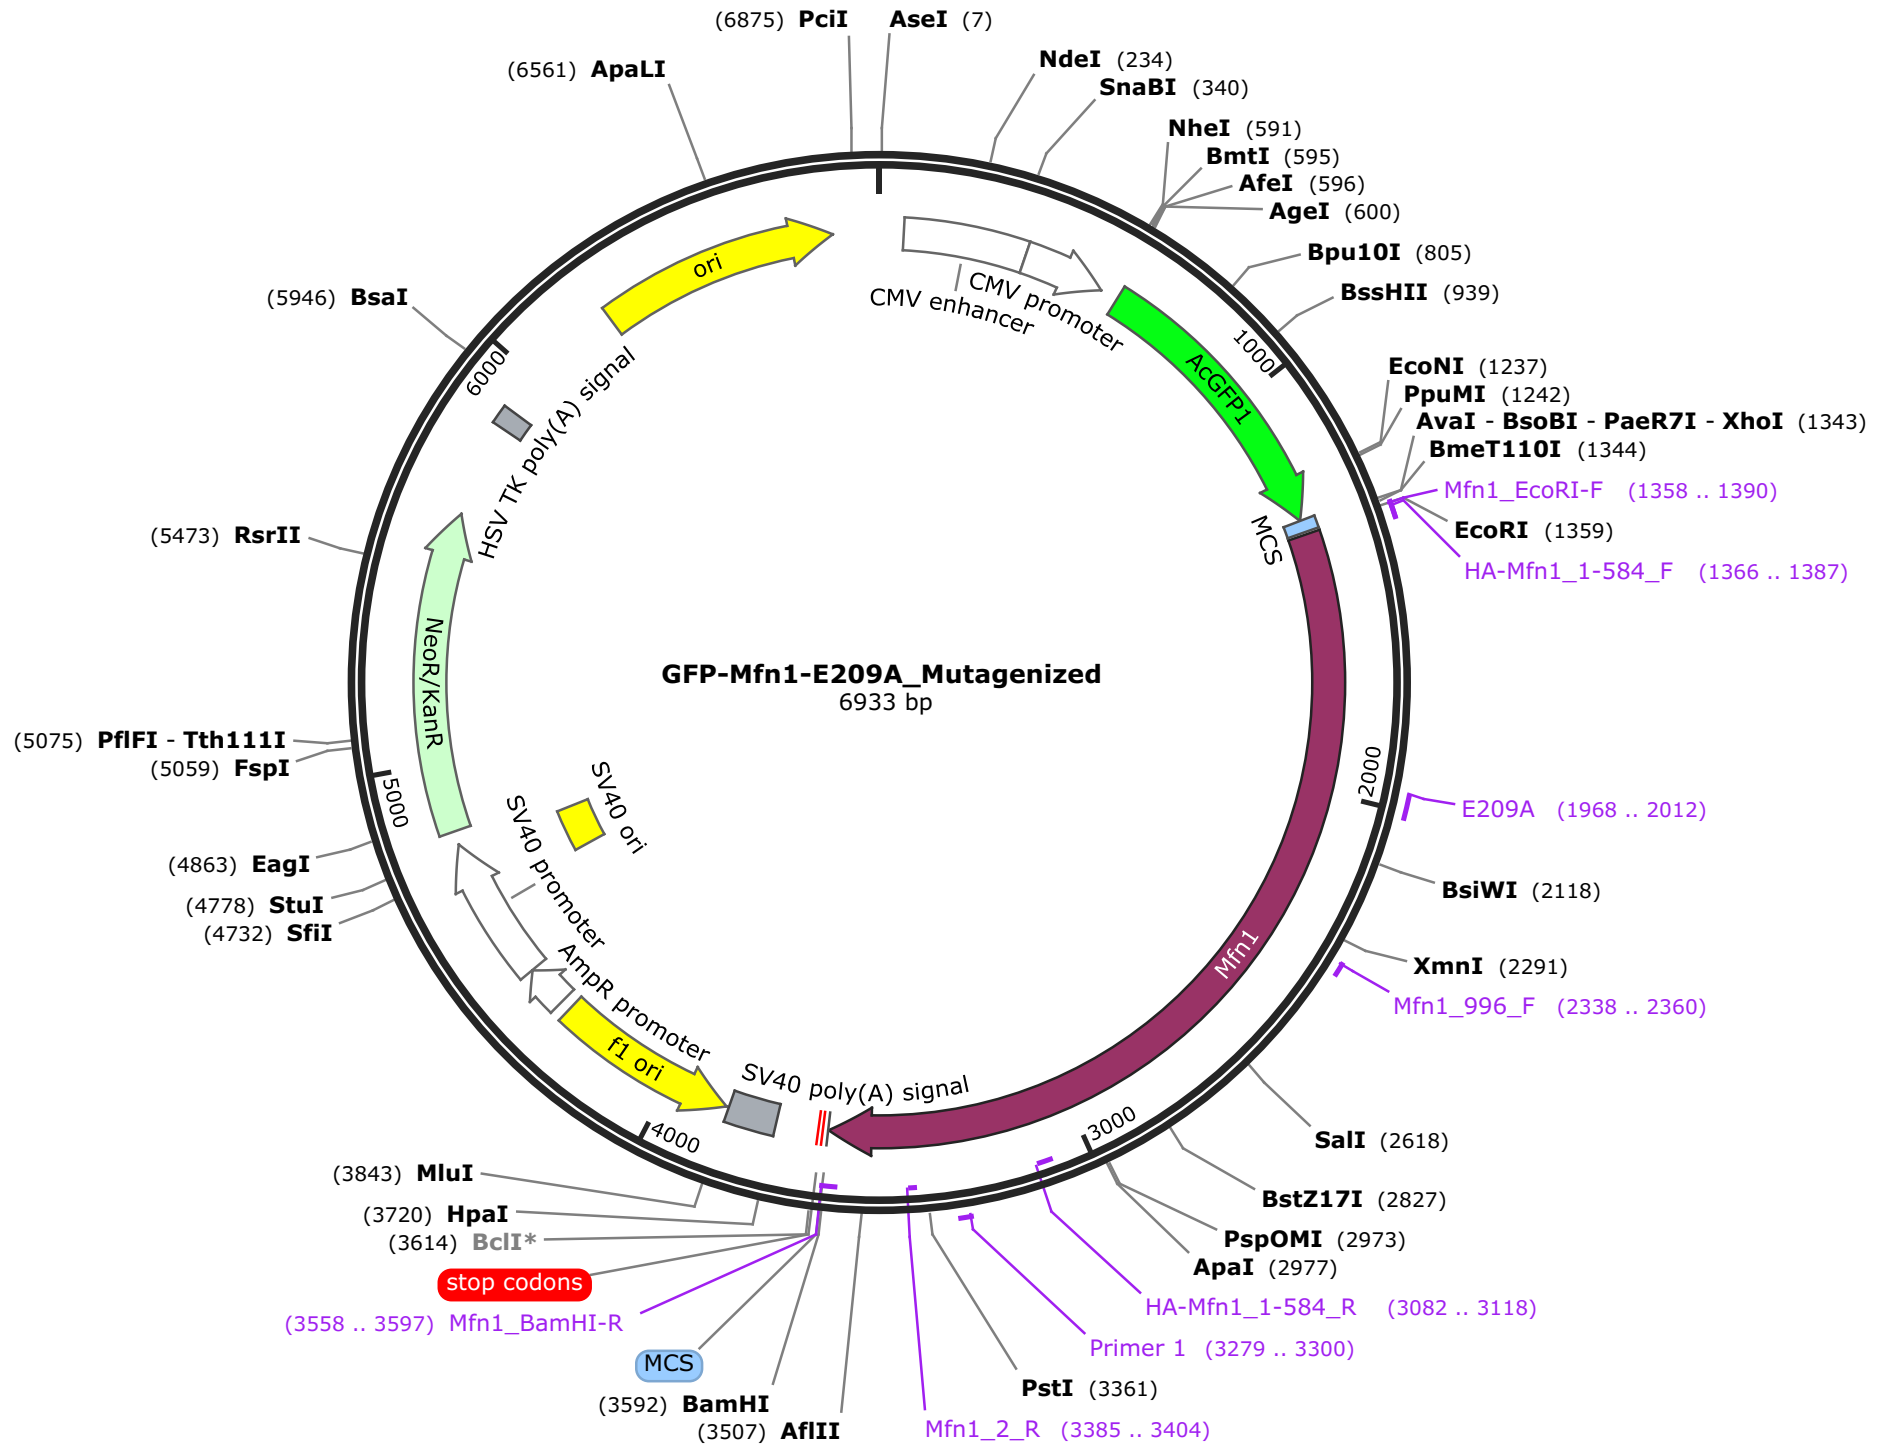 (6875) PciI
AseI (7)
(6561) ApaLI
NdeI (234)
SnaBI (340)
NheI (591)
BmtI (595)
AfeI (596)
AgeI (600)
Bpu10I (805)
BssHII (939)
EcoNI (1237)
PpuMI (1242)
AvaI - BsoBI - PaeR7I - XhoI (1343)
BmeT110I (1344)
Mfn1_EcoRI-F (1358 .. 1390)
EcoRI (1359)
HA-Mfn1_1-584_F (1366 .. 1387)
E209A (1968 .. 2012)
BsiWI (2118)
XmnI (2291)
Mfn1_996_F (2338 .. 2360)
SalI (2618)
BstZ17I (2827)
PspOMI (2973)
ApaI (2977)
HA-Mfn1_1-584_R (3082 .. 3118)
Primer 1 (3279 .. 3300)
PstI (3361)
Mfn1_2_R (3385 .. 3404)
(3507) AflII
(3592) BamHI
MCS
(3558 .. 3597) Mfn1_BamHI-R
stop codons
(3614) BclI*
(3720) HpaI
(3843) MluI
(4732) SfiI
(4778) StuI
(4863) EagI
(5059) FspI
(5075) PflFI - Tth111I
(5473) RsrII
(5946) BsaI
ori
CMV enhancer
CMV promoter
AcGFP1
MCS
Mfn1
SV40 poly(A) signal
f1 ori
AmpR promoter
SV40 promoter
SV40 ori
NeoR/KanR
HSV TK poly(A) signal
1000
2000
3000
4000
5000
6000
GFP-Mfn1-E209A_Mutagenized
6933 bp